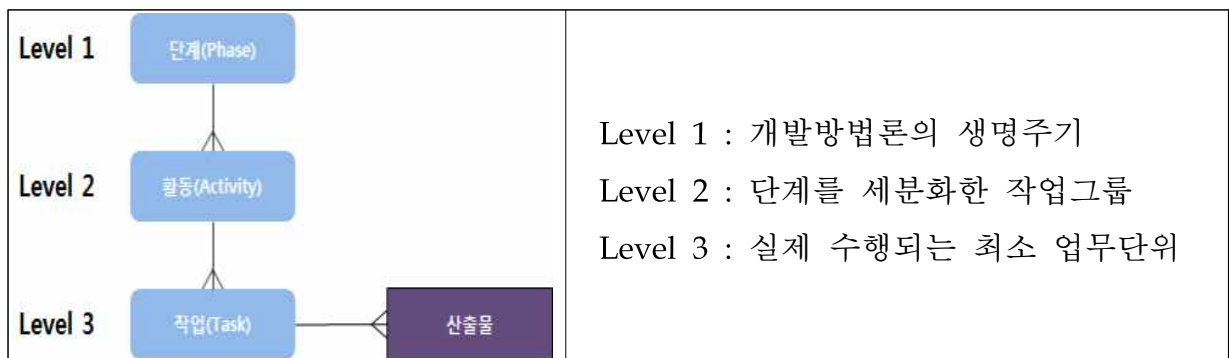 Level 1
단계(Phase)
Level 2
활동(Activity)
Level 3
작업(Task)
산출물
Level 1 : 개발방법론의 생명주기
Level 2 : 단계를 세분화한 작업그룹
Level 3 : 실제 수행되는 최소 업무단위